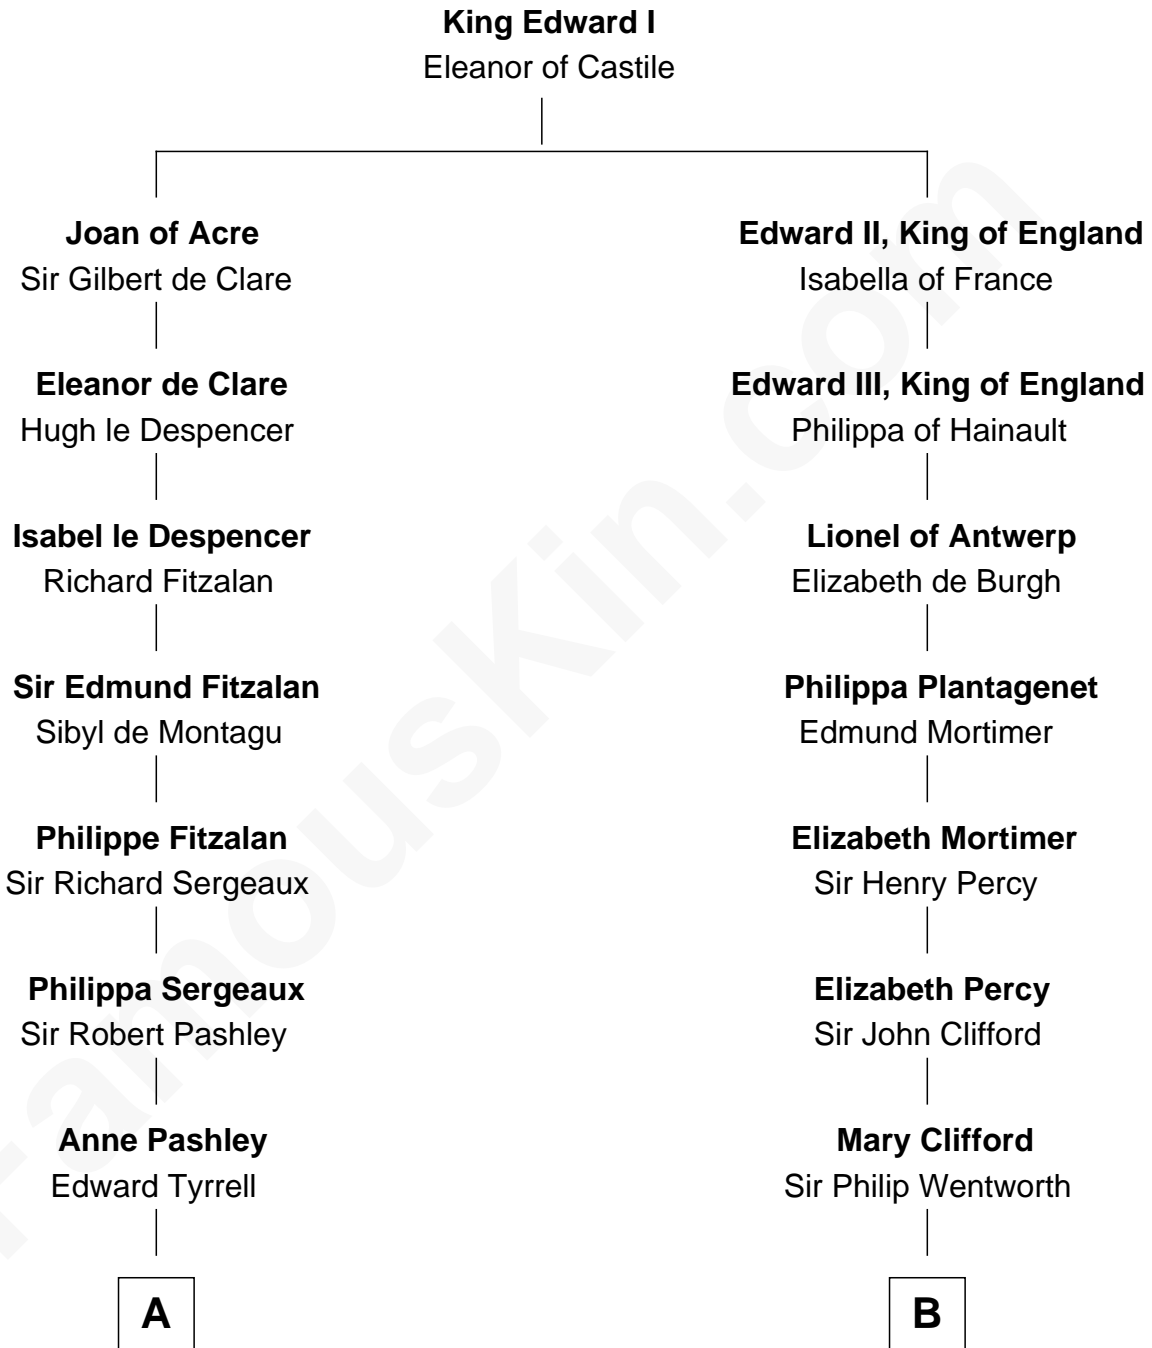 King Edward I
Eleanor of Castile
Joan of Acre
Sir Gilbert de Clare
Edward II, King of England
Isabella of France
Eleanor de Clare
Hugh le Despencer
Edward III, King of England
Philippa of Hainault
Isabel le Despencer
Richard Fitzalan
Lionel of Antwerp
Elizabeth de Burgh
Sir Edmund Fitzalan
Sibyl de Montagu
Philippa Plantagenet
Edmund Mortimer
Philippe Fitzalan
Sir Richard Sergeaux
Elizabeth Mortimer
Sir Henry Percy
Philippa Sergeaux
Sir Robert Pashley
Elizabeth Percy
Sir John Clifford
Anne Pashley
Edward Tyrrell
Mary Clifford
Sir Philip Wentworth
A
B
FamousKin.com